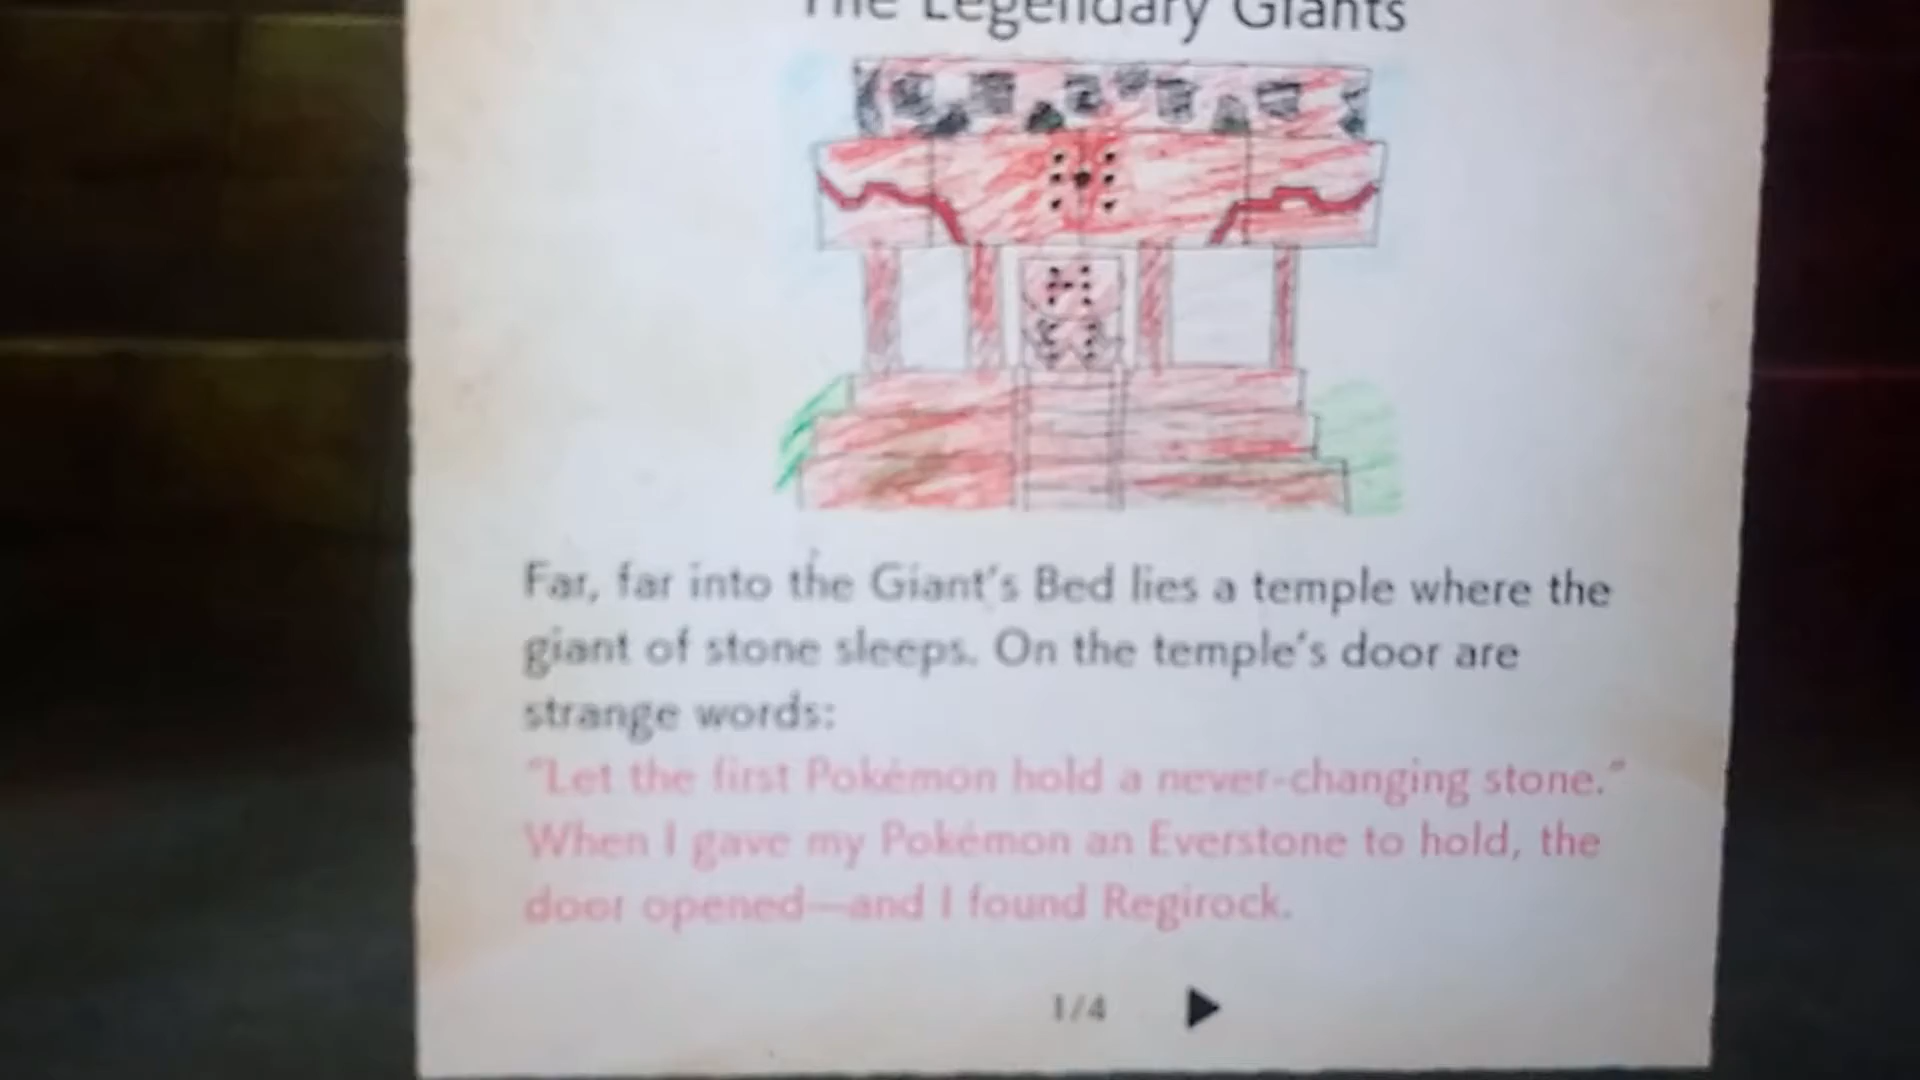 The Legendary Giants
Far, far into the Giant's Bed lies a temple where the
giant of stone sleeps. On the temple's door are
strange words:
"Let the first Pokémon hold a never-changing stone."
When I gave my Pokémon an Everstone to hold, the
door opened—and I found Regirock.
1/4